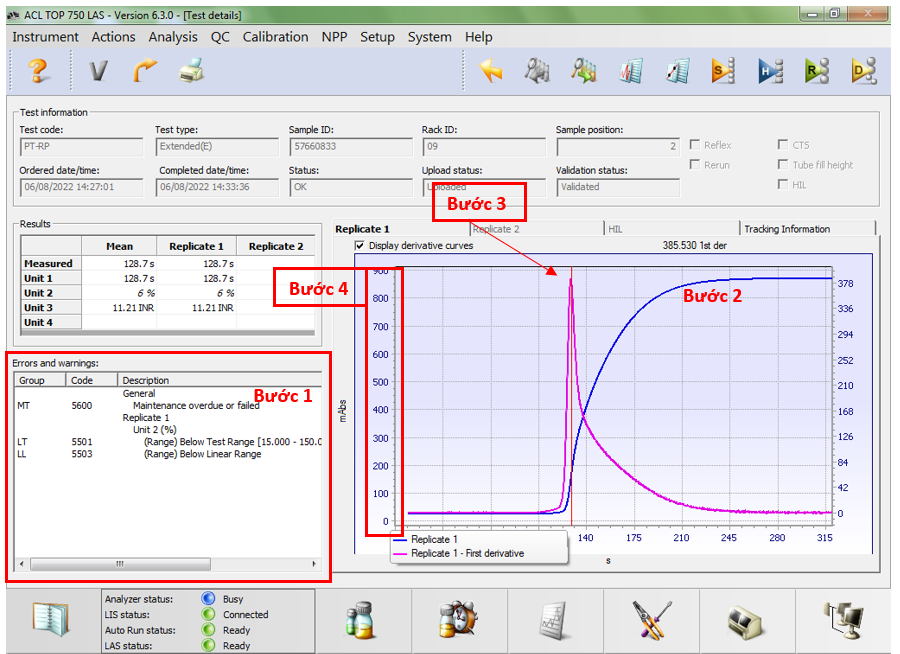 ACL TOP 750 LAS - Version 6.3.0 - [Test details]
Instrument Actions Analysis QC Calibration NPP Setup System Help
S H R D
Test information
Test code: Test type: Sample ID: Rack ID: Sample position:
PT-RP Extended(E) 57660833 09 2 Reflex CTS
Rerun Tube fill height
Ordered date/time: Completed date/time: Status: Upload status: Validation status:
06/08/2022 14:27:01 06/08/2022 14:33:36 OK Uploaded Validated HIL
Bước 3
Results
Mean Replicate 1 Replicate 2
Measured 128.7 s 128.7 s
Unit 1 128.7 s 128.7 s
Unit 2 6 % 6 %
Unit 3 11.21 INR 11.21 INR
Unit 4
Replicate 1 Replicate 2 HIL Tracking Information
Display derivative curves 385.530 1st der
Bước 4
Bước 2
mAbs
900
800
700
600
500
400
300
200
100
0
378
336
294
252
210
168
126
84
42
0
140 175 210 245 280 315
s
Replicate 1
Replicate 1 - First derivative
Errors and warnings:
Group Code Description
Bước 1
General
MT 5600 Maintenance overdue or failed
Replicate 1
Unit 2 (%)
LT 5501 (Range) Below Test Range [15.000 - 150.0
LL 5503 (Range) Below Linear Range
Analyzer status: Busy
LIS status: Connected
Auto Run status: Ready
LAS status: Ready